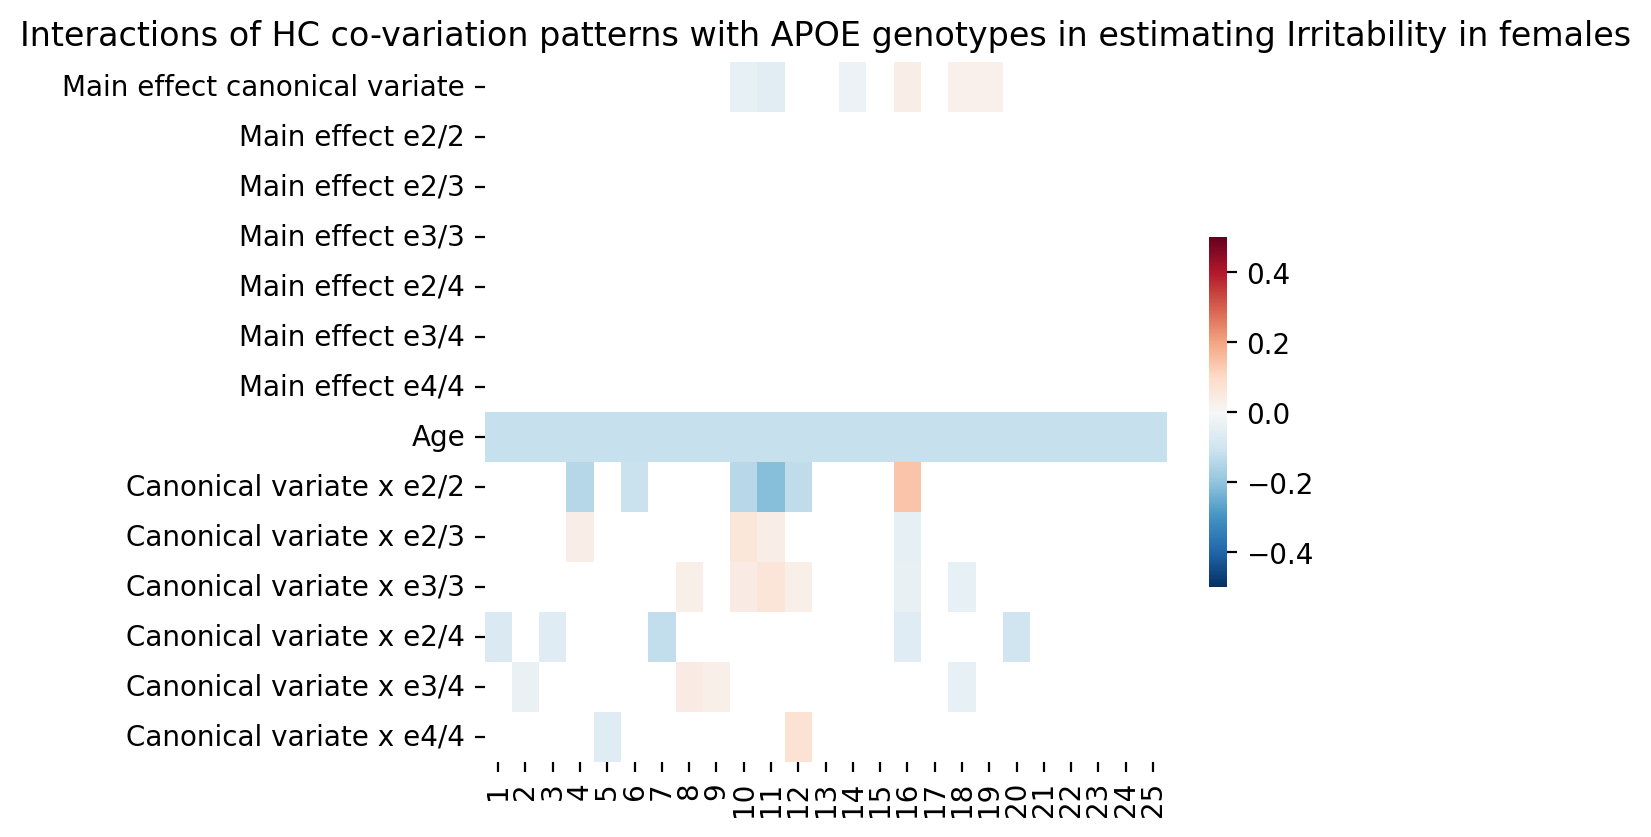 Interactions of HC co-variation patterns with APOE genotypes in estimating Irritability in females
Main effect canonical variate
Main effect e2/2
Main effect e2/3
Main effect e3/3
Main effect e2/4
Main effect e3/4
Main effect e4/4
Age
Canonical variate x e2/2
Canonical variate x e2/3
Canonical variate x e3/3
Canonical variate x e2/4
Canonical variate x e3/4
Canonical variate x e4/4
1 2 3 4 5 6 7 8 9 10 11 12 13 14 15 16 17 18 19 20 21 22 23 24 25
0.4
0.2
0.0
−0.2
−0.4